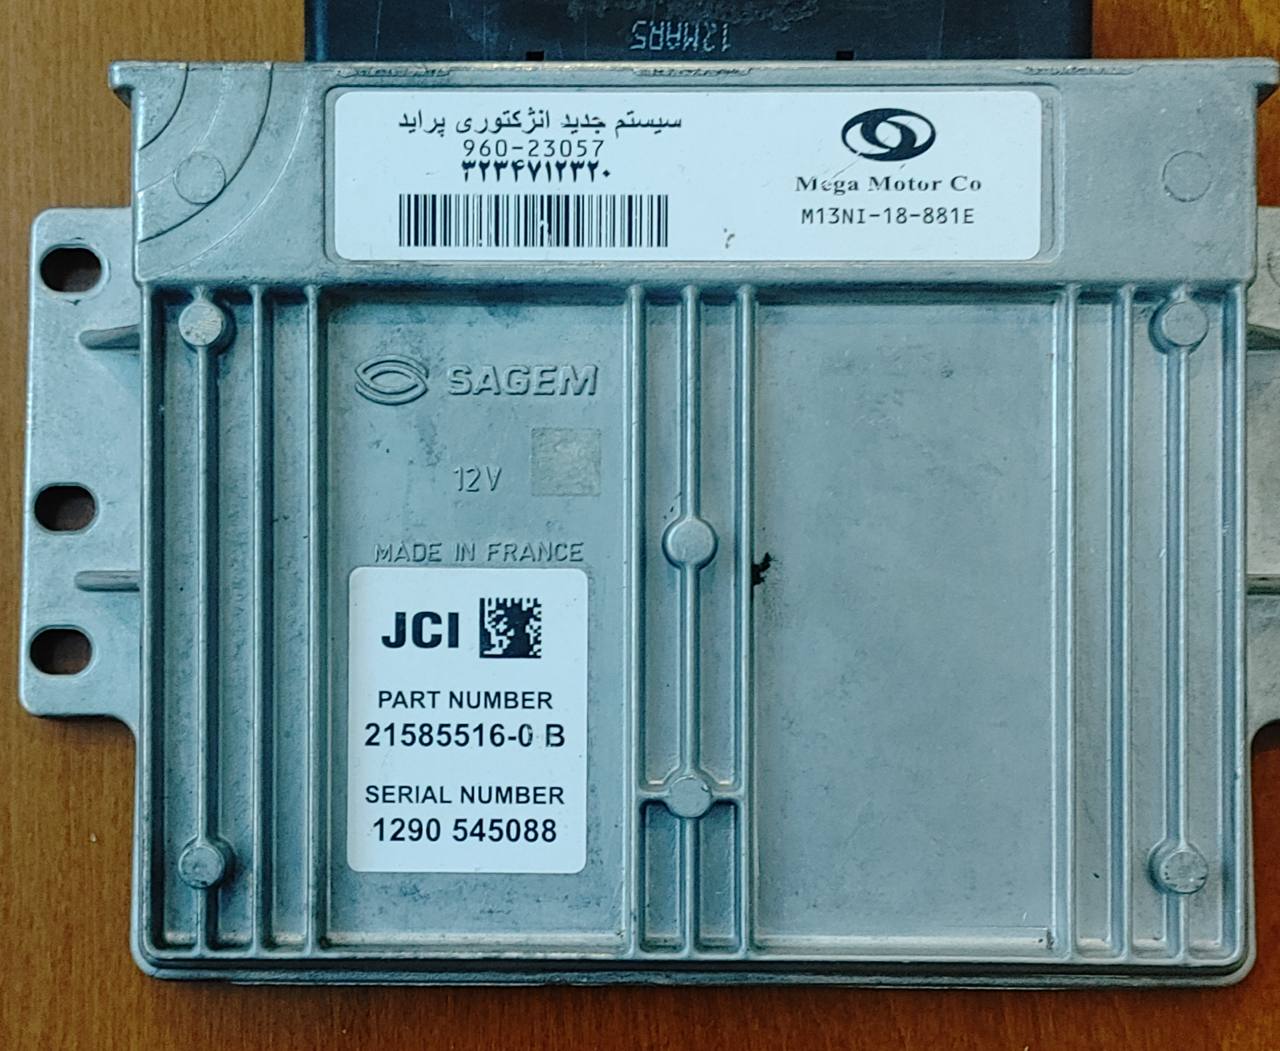 12MAR5
سیستم جدید انژکتوری پراید
960-23057
۳۲۳۴۷۱۲۳۲۰
Mega Motor Co
M13NI-18-881E
SAGEM
12V
MADE IN FRANCE
JCI
PART NUMBER
21585516-0 B
SERIAL NUMBER
1290 545088